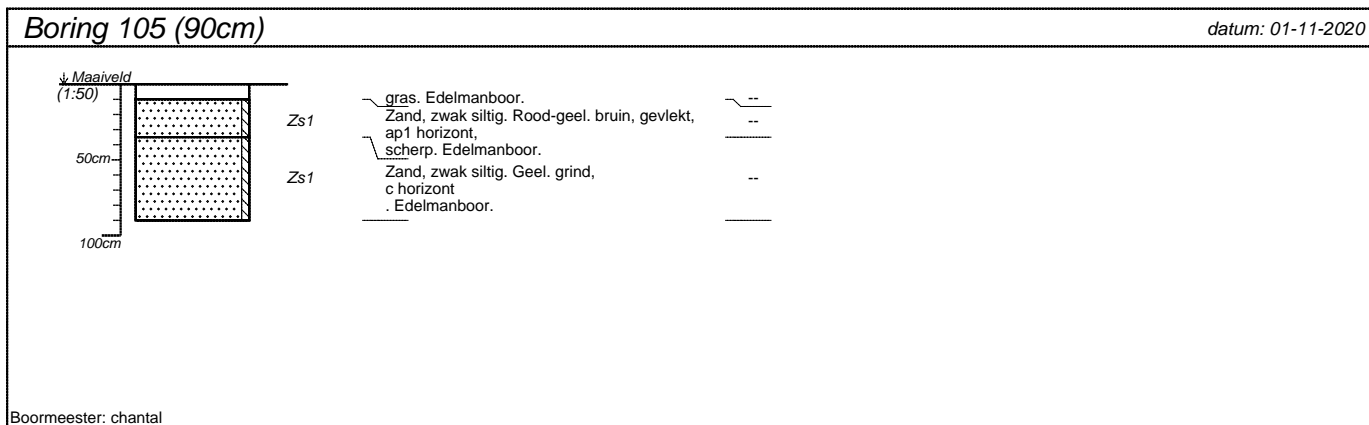 Boring 105 (90cm)
datum: 01-11-2020
Maaiveld
(1:50)
gras. Edelmanboor.
--
Zs1
Zand, zwak siltig. Rood-geel. bruin, gevlekt,
ap1 horizont,
scherp. Edelmanboor.
--
50cm
Zs1
Zand, zwak siltig. Geel. grind,
c horizont
. Edelmanboor.
--
100cm
Boormeester: chantal